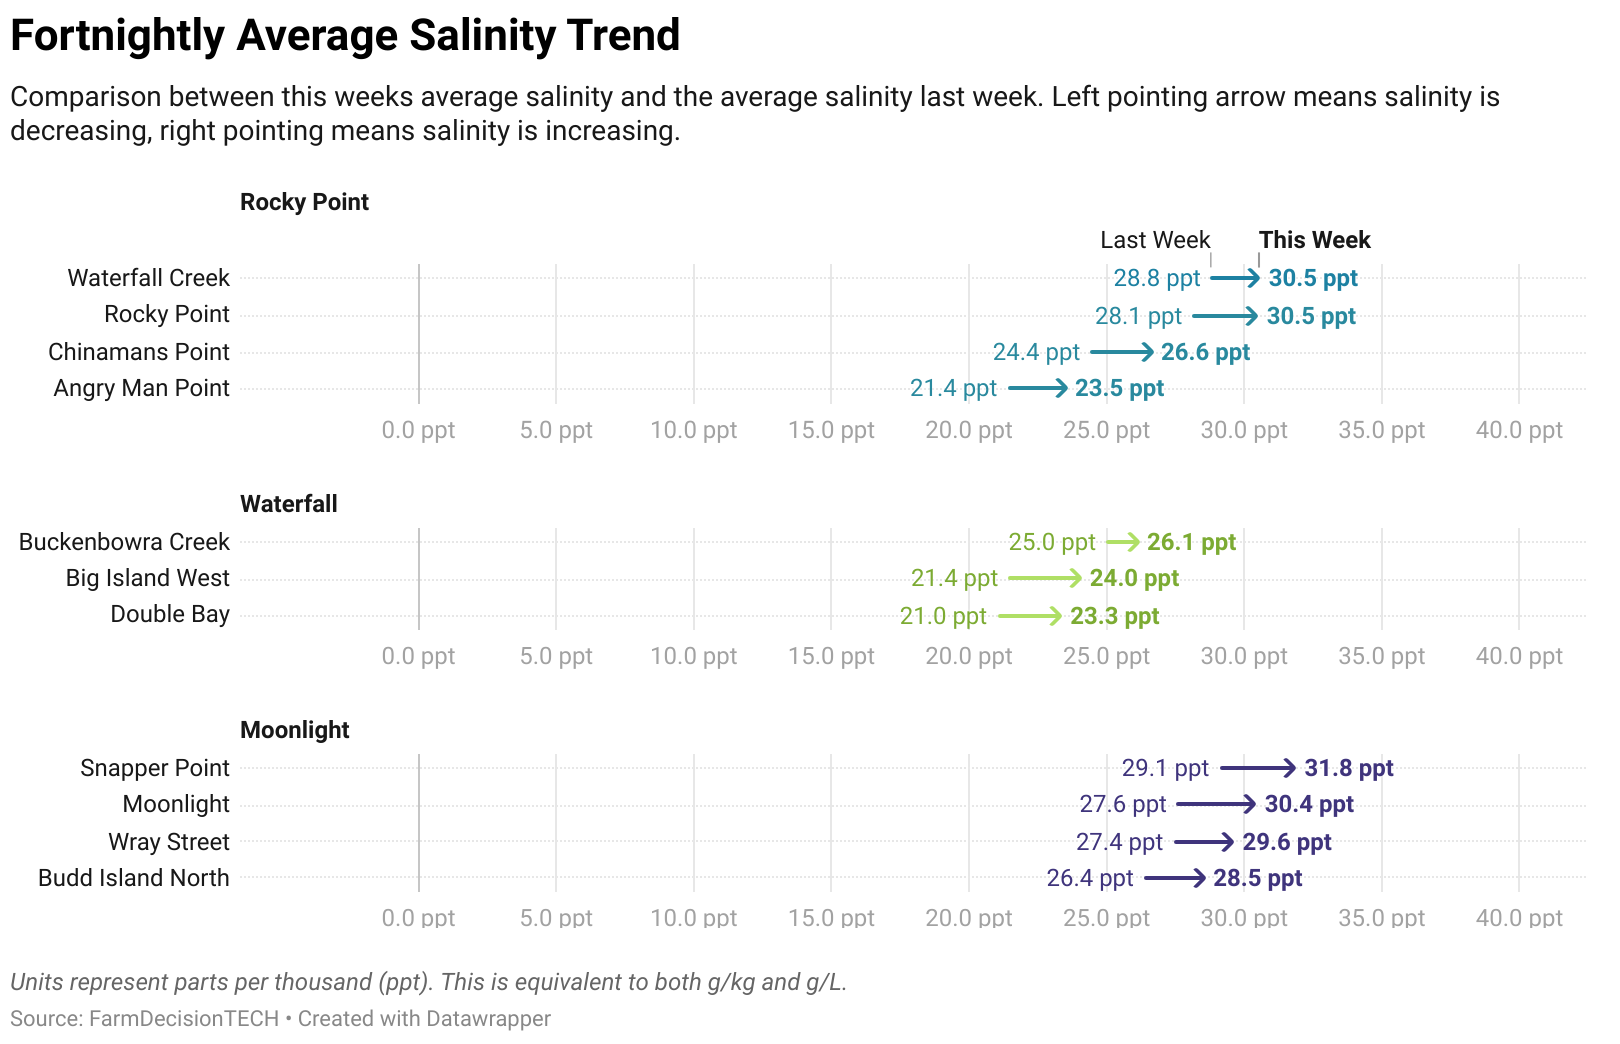 Fortnightly Average Salinity Trend
Comparison between this weeks average salinity and the average salinity last week. Left pointing arrow means salinity is
decreasing, right pointing means salinity is increasing.
Rocky Point
Last Week This Week
Waterfall Creek 28.8 ppt 30.5 ppt
Rocky Point 28.1 ppt 30.5 ppt
Chinamans Point 24.4 ppt 26.6 ppt
Angry Man Point 21.4 ppt 23.5 ppt
0.0 ppt 5.0 ppt 10.0 ppt 15.0 ppt 20.0 ppt 25.0 ppt 30.0 ppt 35.0 ppt 40.0 ppt
Waterfall
Buckenbowra Creek 25.0 ppt 26.1 ppt
Big Island West 21.4 ppt 24.0 ppt
Double Bay 21.0 ppt 23.3 ppt
0.0 ppt 5.0 ppt 10.0 ppt 15.0 ppt 20.0 ppt 25.0 ppt 30.0 ppt 35.0 ppt 40.0 ppt
Moonlight
Snapper Point 29.1 ppt 31.8 ppt
Moonlight 27.6 ppt 30.4 ppt
Wray Street 27.4 ppt 29.6 ppt
Budd Island North 26.4 ppt 28.5 ppt
0.0 ppt 5.0 ppt 10.0 ppt 15.0 ppt 20.0 ppt 25.0 ppt 30.0 ppt 35.0 ppt 40.0 ppt
Units represent parts per thousand (ppt). This is equivalent to both g/kg and g/L.
Source: FarmDecisionTECH • Created with Datawrapper